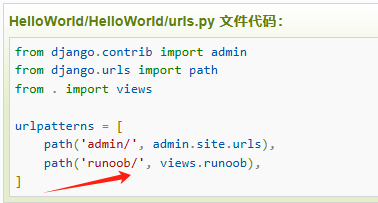 HelloWorld/HelloWorld/urls.py 文件代码：
from django.contrib import admin
from django.urls import path
from . import views
urlpatterns = [
    path('admin/', admin.site.urls),
    path('runoob/', views.runoob),
]